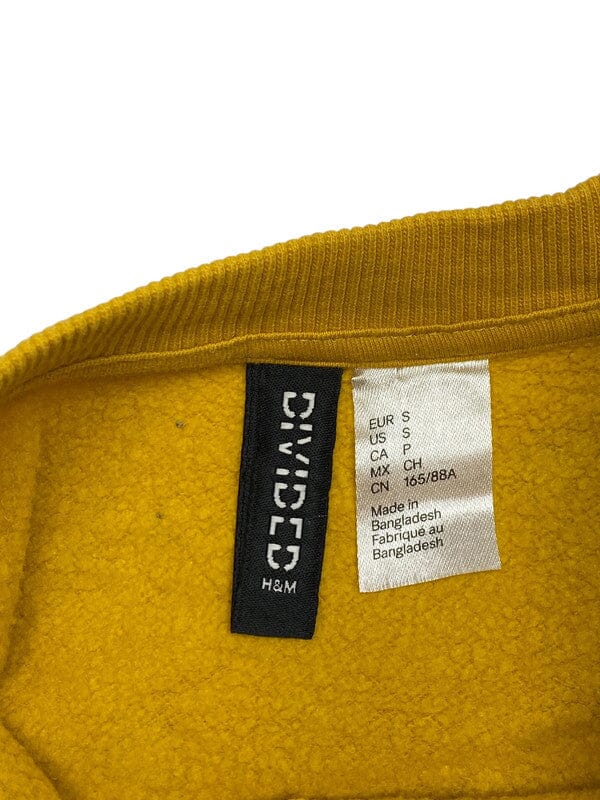 DIVIDED
H&M
EUR S
US S
CA P
MX CH
CN 165/88A
Made in
Bangladesh
Fabriqué au
Bangladesh